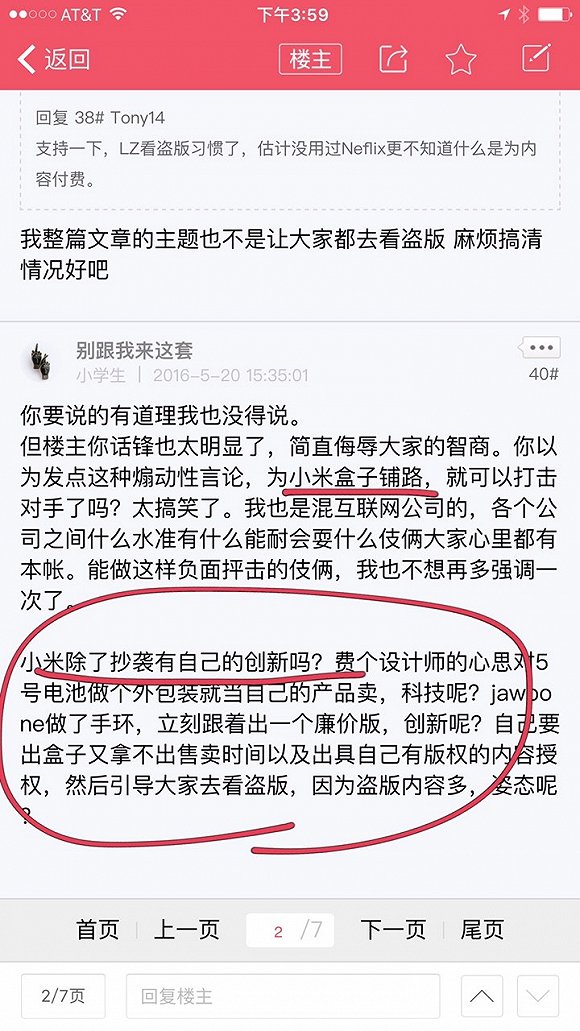 AT&T 下午3:59
返回 楼主
回复 38# Tony14
支持一下，LZ看盗版习惯了，估计没用过Neflix更不知道什么是为内
容付费。
我整篇文章的主题也不是让大家都去看盗版 麻烦搞清
情况好吧
别跟我来这套
小学生 | 2016-5-20 15:35:01
40#
你要说的有道理我也没得说。
但楼主你话锋也太明显了，简直侮辱大家的智商。你以
为发点这种煽动性言论，为小米盒子铺路，就可以打击
对手了吗？太搞笑了。我也是混互联网公司的，各个公
司之间什么水准有什么能耐会耍什么伎俩大家心里都有
本帐。能做这样负面抨击的伎俩，我也不想再多强调一
次了。
小米除了抄袭有自己的创新吗？费个设计师的心思对5
号电池做个外包装就当自己的产品卖，科技呢？jawbo
ne做了手环，立刻跟着出一个廉价版，创新呢？自己要
出盒子又拿不出售卖时间以及出具自己有版权的内容授
权，然后引导大家去看盗版，因为盗版内容多，姿态呢
？
首页 上一页 2 /7 下一页 尾页
2/7页 回复楼主